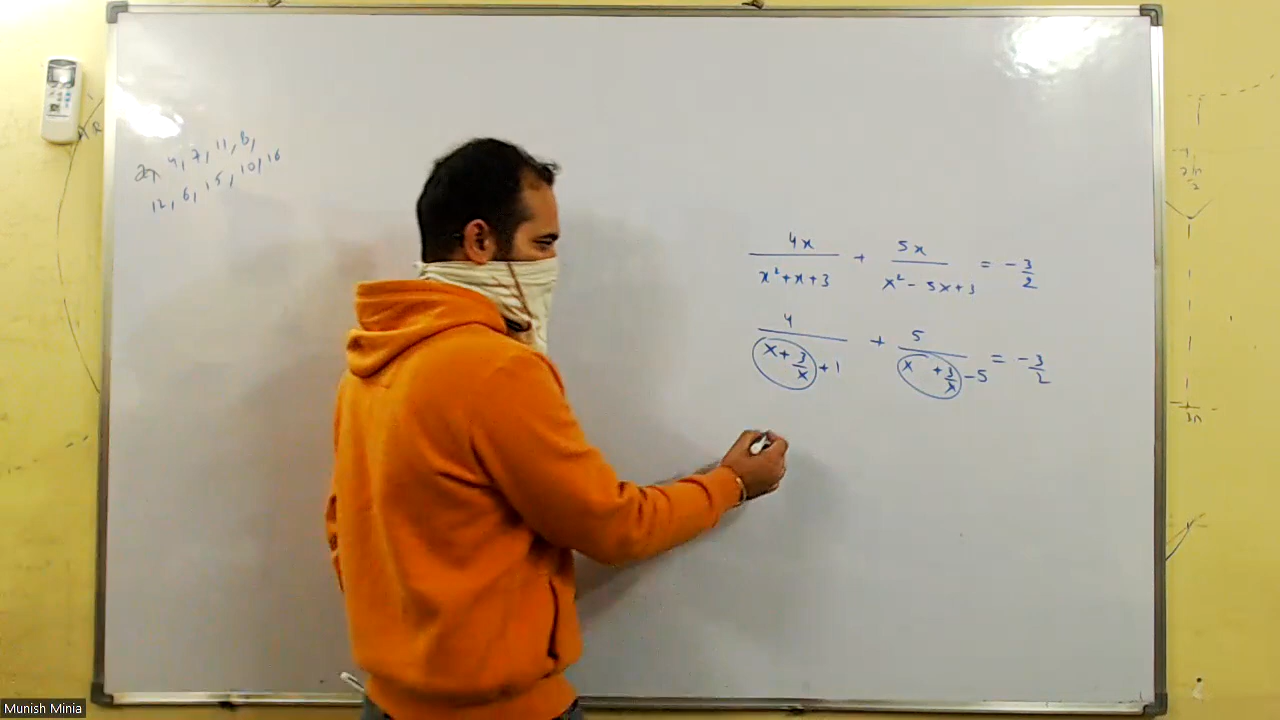 27, 4, 7, 11, 8,
12, 6, 15, 10, 16
4x/(x²+x+3) + 5x/(x²-5x+3) = -3/2
4/(x+3/x+1) + 5/(x+3/x-5) = -3/2
Munish Minia